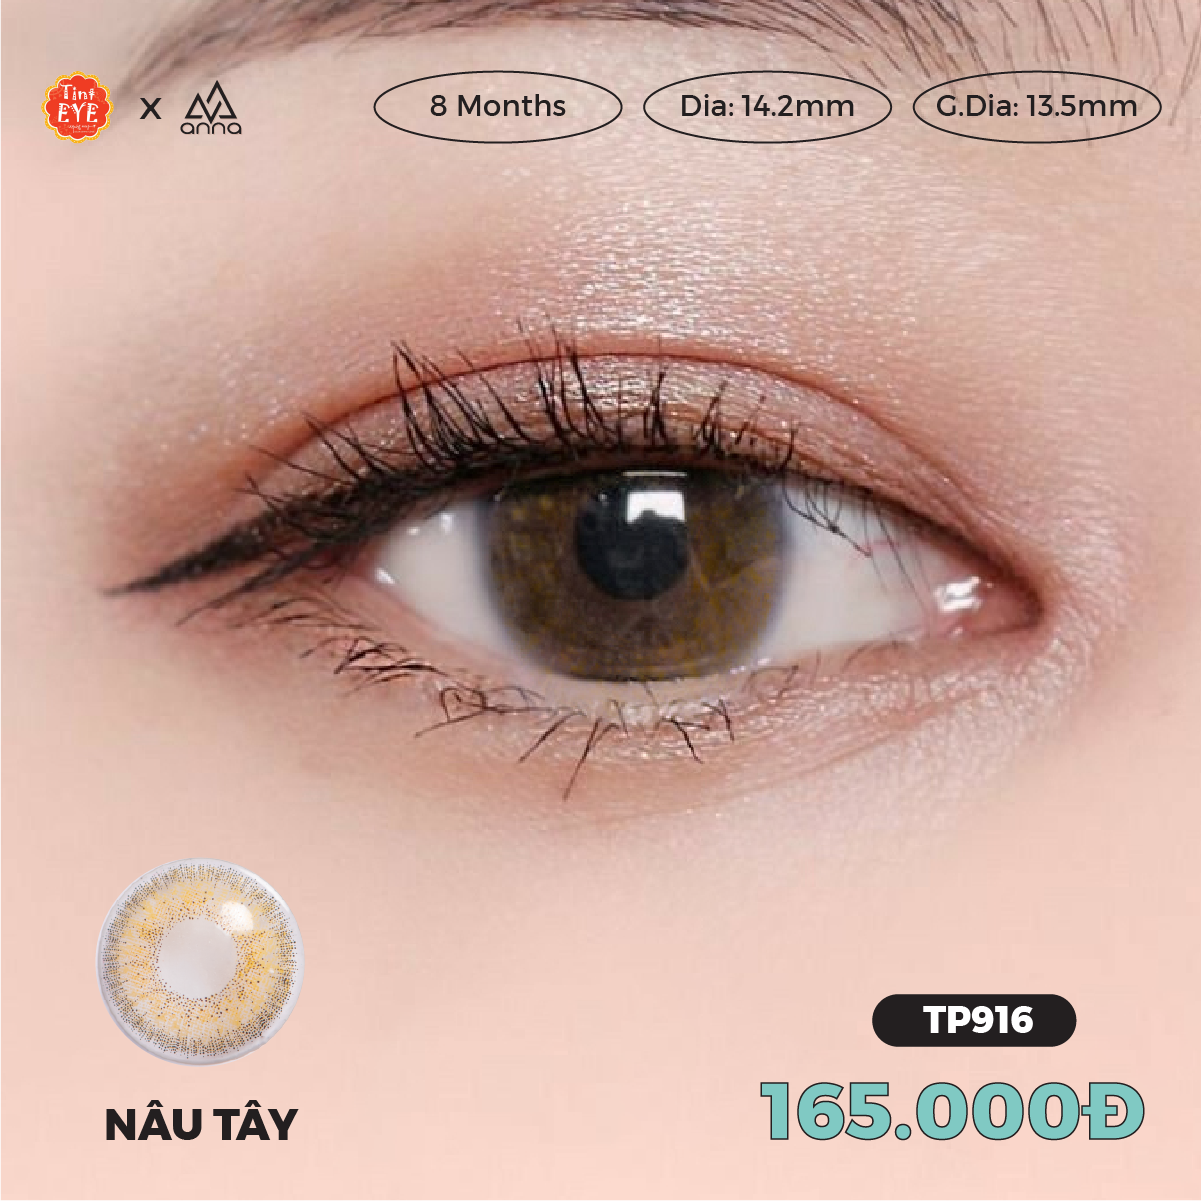 Tint
EYE
x
anna
8 Months
Dia: 14.2mm
G.Dia: 13.5mm
NÂU TÂY
TP916
165.000Đ